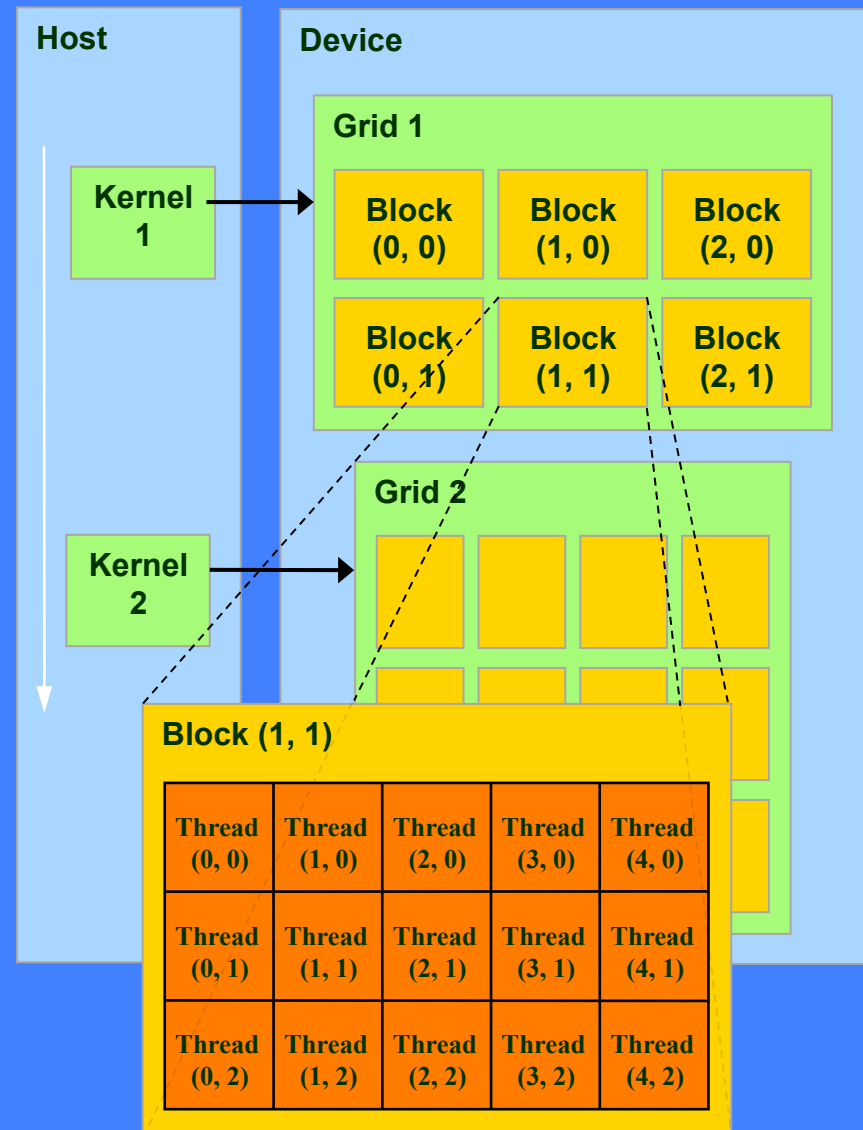 Host
Device
Grid 1
Kernel
1
Block
(0, 0)
Block
(1, 0)
Block
(2, 0)
Block
(0, 1)
Block
(1, 1)
Block
(2, 1)
Grid 2
Kernel
2
Block (1, 1)
Thread
(0, 0)
Thread
(1, 0)
Thread
(2, 0)
Thread
(3, 0)
Thread
(4, 0)
Thread
(0, 1)
Thread
(1, 1)
Thread
(2, 1)
Thread
(3, 1)
Thread
(4, 1)
Thread
(0, 2)
Thread
(1, 2)
Thread
(2, 2)
Thread
(3, 2)
Thread
(4, 2)